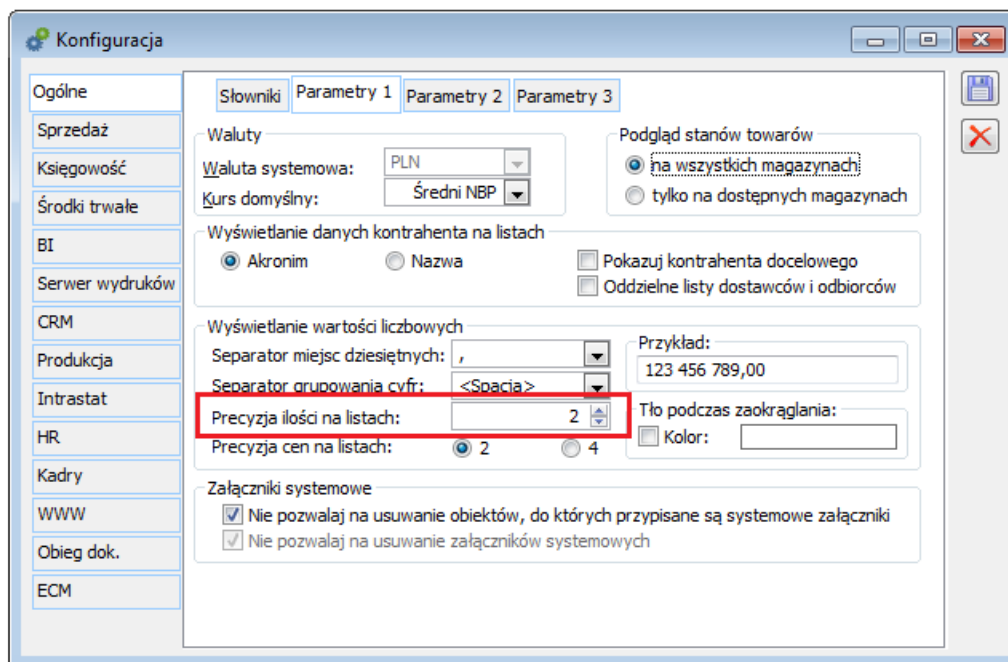 Konfiguracja
Ogólne
Sprzedaż
Księgowość
Środki trwałe
BI
Serwer wydruków
CRM
Produkcja
Intrastat
HR
Kadry
WWW
Obieg dok.
ECM
Słowniki Parametry 1 Parametry 2 Parametry 3
Waluty
Waluta systemowa: PLN
Kurs domyślny: Średni NBP
Podgląd stanów towarów
na wszystkich magazynach
tylko na dostępnych magazynach
Wyświetlanie danych kontrahenta na listach
Akronim Nazwa
Pokazuj kontrahenta docelowego
Oddzielne listy dostawców i odbiorców
Wyświetlanie wartości liczbowych
Separator miejsc dziesiętnych: ,
Separator grupowania cyfr: <Spacja>
Precyzja ilości na listach: 2
Precyzja cen na listach: 2 4
Przykład:
123 456 789,00
Tło podczas zaokrąglania:
Kolor:
Załączniki systemowe
Nie pozwalaj na usuwanie obiektów, do których przypisane są systemowe załączniki
Nie pozwalaj na usuwanie załączników systemowych